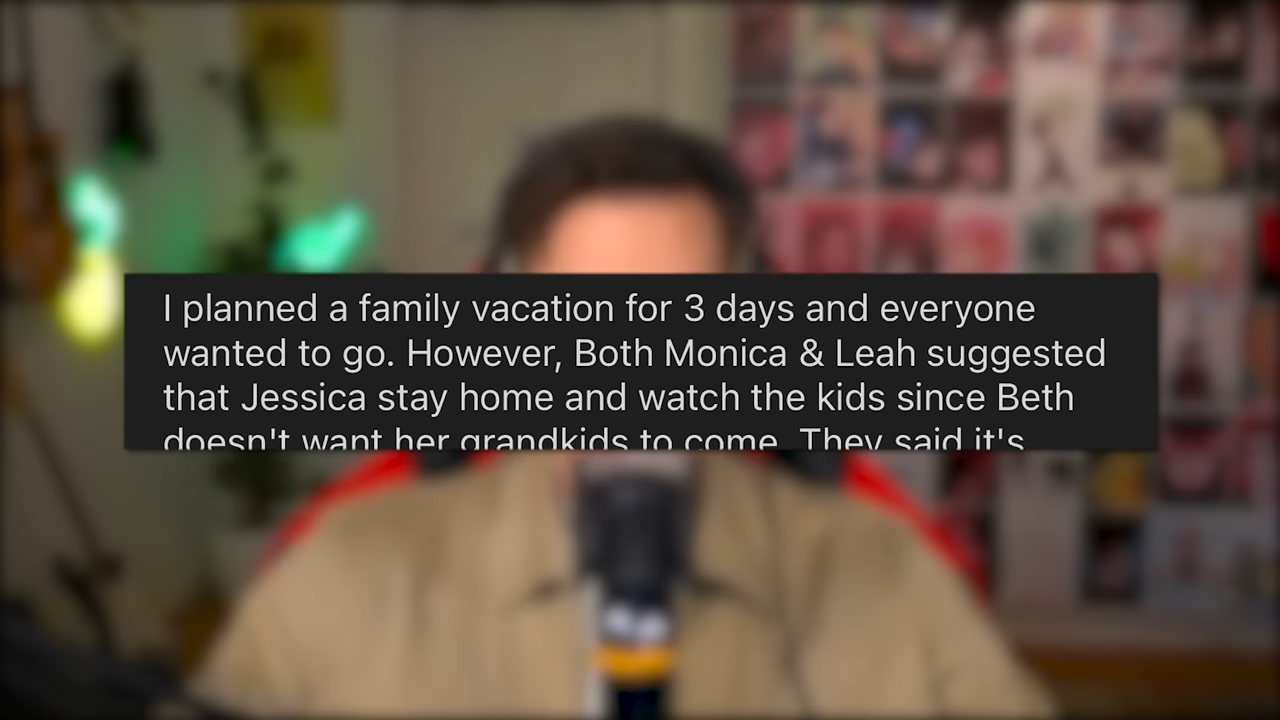 I planned a family vacation for 3 days and everyone
wanted to go. However, Both Monica & Leah suggested
that Jessica stay home and watch the kids since Beth
doesn't want her grandkids to come. They said it's